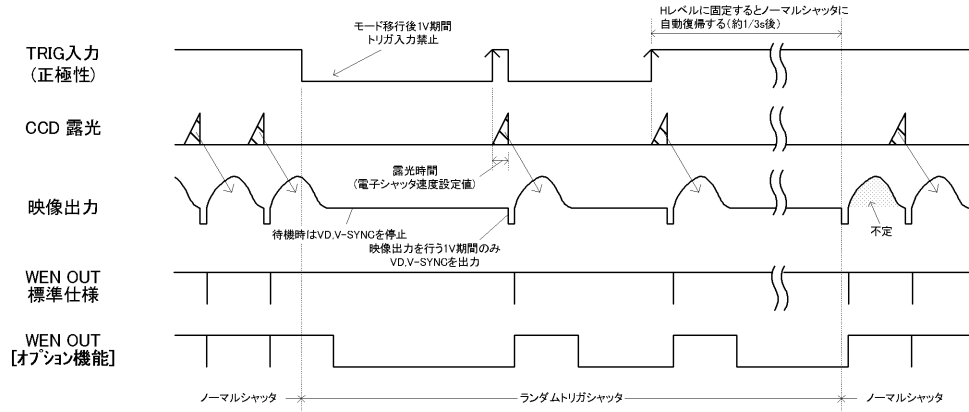 Hレベルに固定するとノーマルシャッタに
自動復帰する(約1/3s後)
モード移行後1V期間
トリガ入力禁止
TRIG入力
(正極性)
CCD 露光
露光時間
(電子シャッタ速度設定値)
映像出力
待機時はVD,V-SYNCを停止
映像出力を行う1V期間のみ
VD,V-SYNCを出力
不定
WEN OUT
標準仕様
WEN OUT
[オプション機能]
ノーマルシャッタ
ランダムトリガシャッタ
ノーマルシャッタ